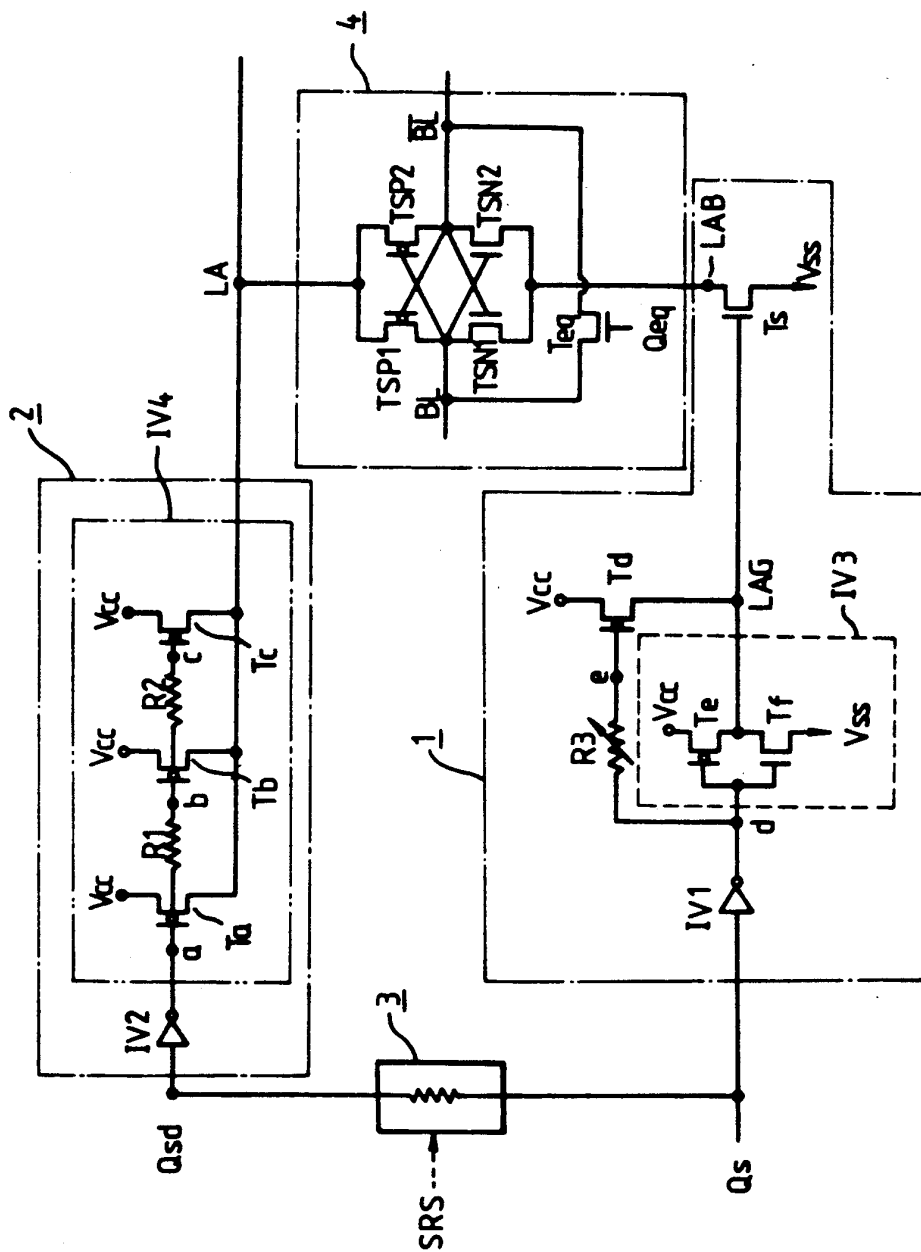 2
IV4
Vcc
Vcc
Vcc
R1
R2
a
b
c
Ta
Tb
Tc
IV2
Qsd
LA
4
TSP1
TSP2
BL
B̅L̅
TSN1
TSN2
Teq
Qeq
LAB
Ts
Vss
3
SRS
Qs
1
Vcc
Td
e
R3
LAG
IV3
Vcc
Te
Tf
Vss
d
IV1